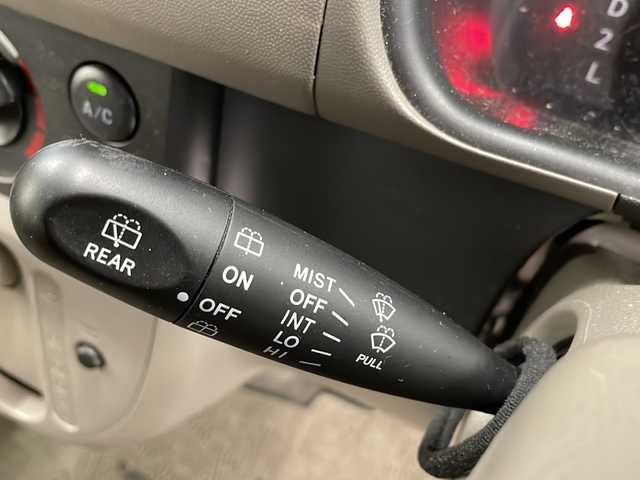 D
2
L
A/C
REAR
ON
OFF
MIST
OFF
INT
LO
HI
PULL